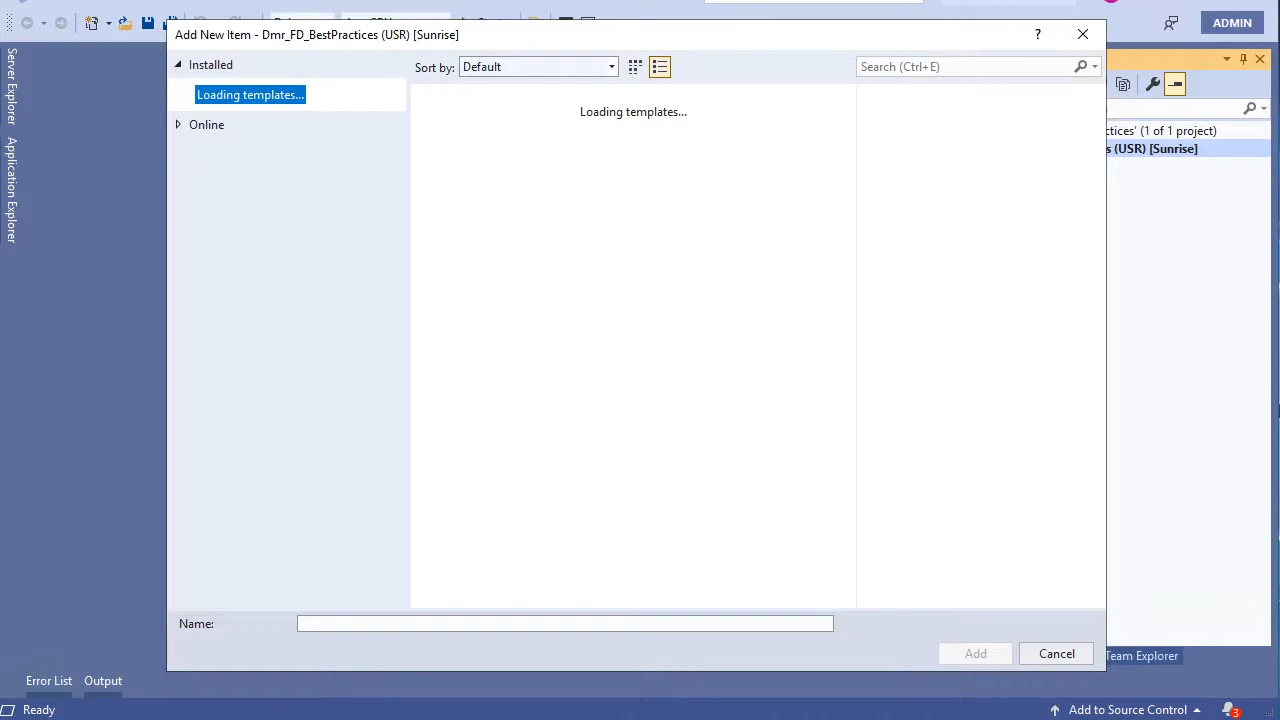 ADMIN
Add New Item - Dmr_FD_BestPractices (USR) [Sunrise]
?
Installed
Sort by: Default
Search (Ctrl+E)
Loading templates...
Loading templates...
Online
Server Explorer
Application Explorer
ctices' (1 of 1 project)
s (USR) [Sunrise]
Name:
Add
Cancel
Team Explorer
Error List
Output
Ready
Add to Source Control
3